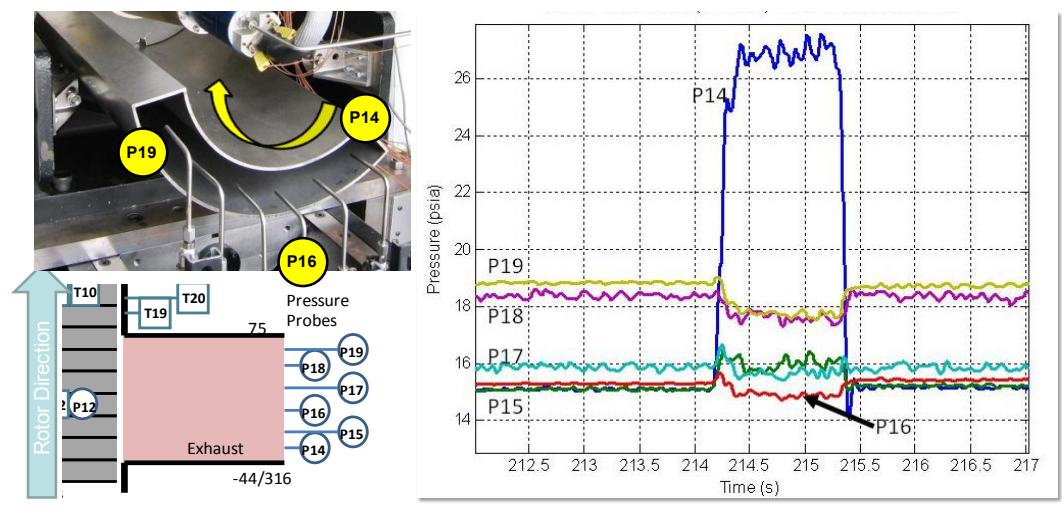 P14
P19
P16
T10
T20
T19
Pressure
Probes
75
P19
P18
P17
P12
P16
P15
Exhaust
P14
-44/316
Rotor Direction
Pressure (psia)
26
24
22
20
18
16
14
P14
P19
P18
P17
P15
P16
212.5 213 213.5 214 214.5 215 215.5 216 216.5 217
Time (s)